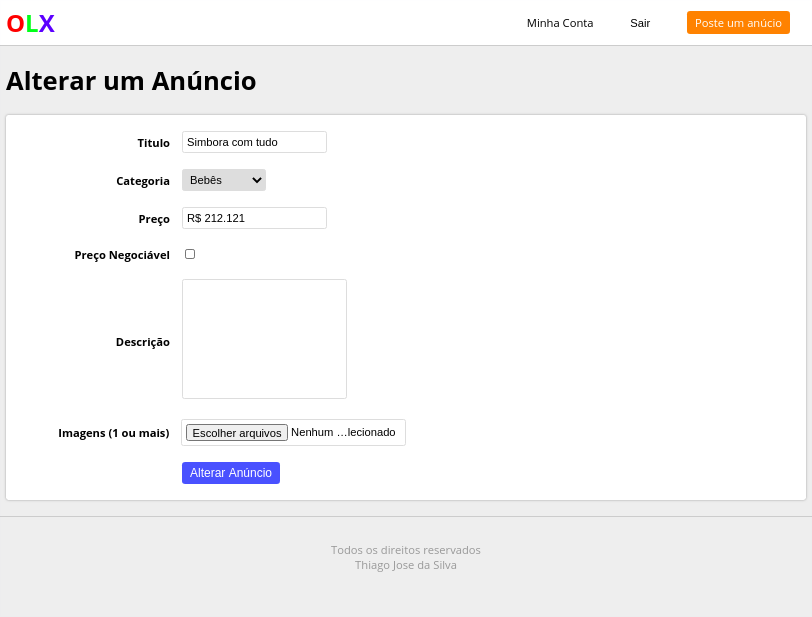 OLX
Minha Conta
Sair
Poste um anúcio
Alterar um Anúncio
Titulo
Simbora com tudo
Categoria
Bebês
Preço
R$ 212.121
Preço Negociável
Descrição
Imagens (1 ou mais)
Escolher arquivos Nenhum …lecionado
Alterar Anúncio
Todos os direitos reservados
Thiago Jose da Silva